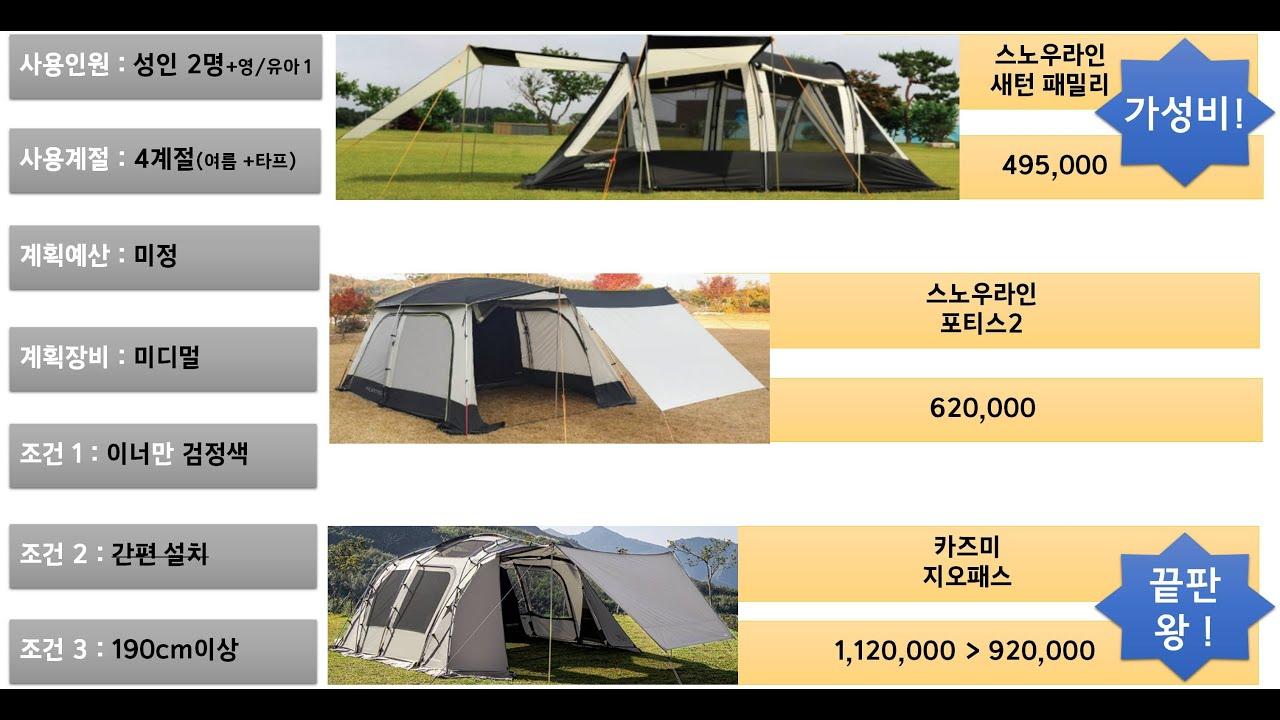 사용인원 : 성인 2명+영/유아1
사용계절 : 4계절(여름 +타프)
계획예산 : 미정
계획장비 : 미디멀
조건 1 : 이너만 검정색
조건 2 : 간편 설치
조건 3 : 190cm이상
스노우라인
새턴 패밀리
가성비!
495,000
스노우라인
포티스2
620,000
카즈미
지오패스
끝판
왕 !
1,120,000 > 920,000